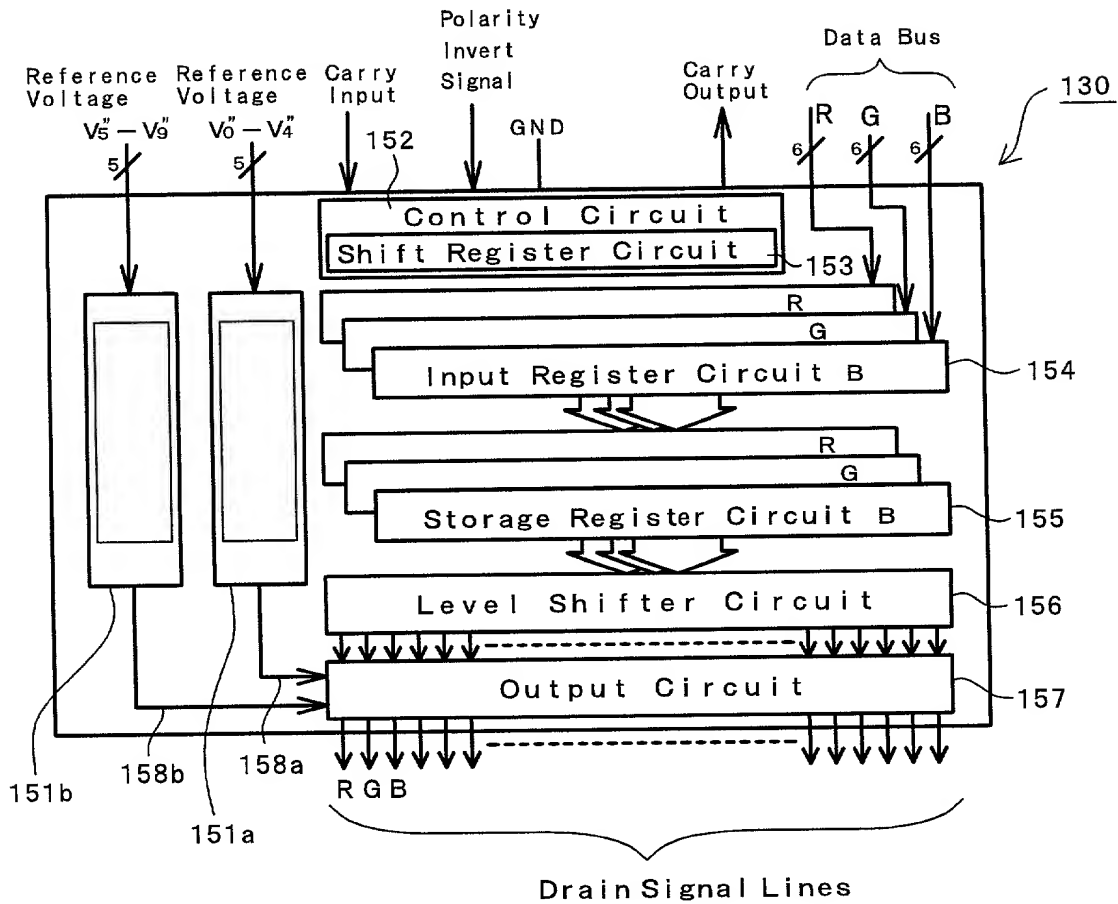 Polarity
Invert
Signal
Data Bus
Reference
Voltage
V5"-V9"
Reference
Voltage
V0"-V4"
Carry
Input
Carry
Output
130
152
GND
R
G
B
5
5
6
6
6
Control Circuit
Shift Register Circuit
153
R
G
Input Register Circuit B
154
R
G
Storage Register Circuit B
155
Level Shifter Circuit
156
Output Circuit
157
158b
158a
151b
151a
R G B
Drain Signal Lines